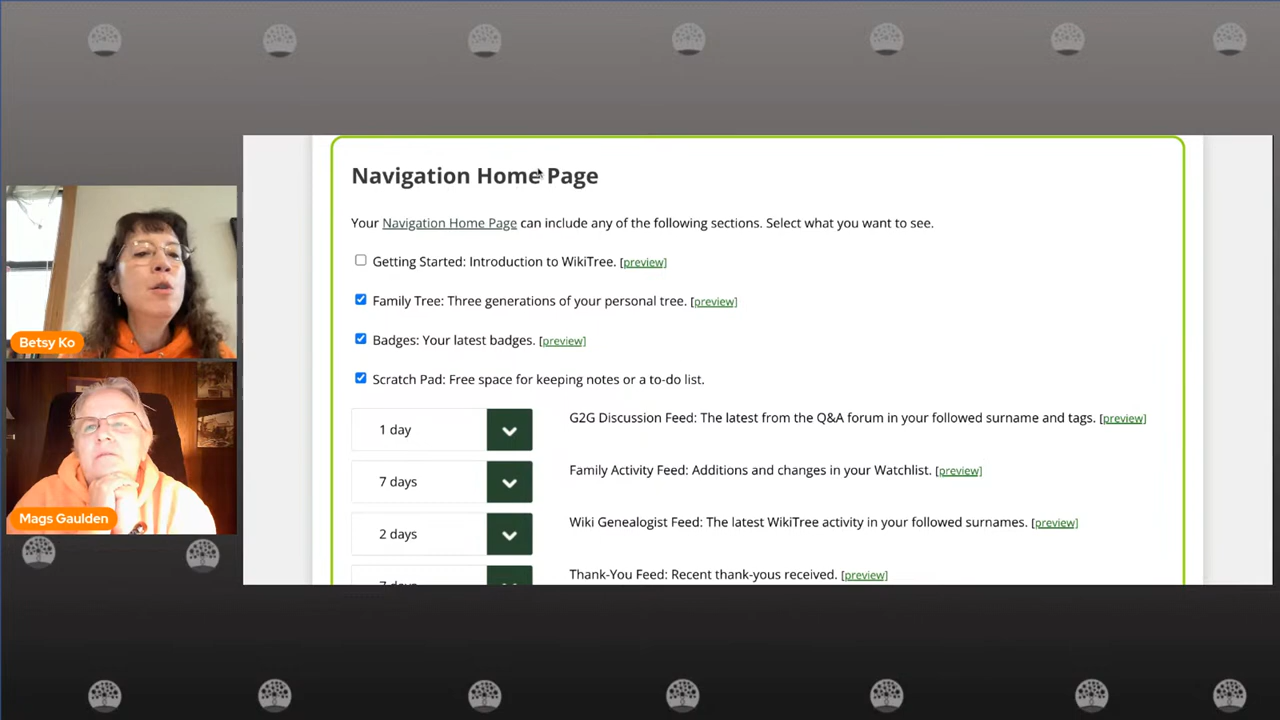 Navigation Home Page
Your Navigation Home Page can include any of the following sections. Select what you want to see.
Getting Started: Introduction to WikiTree. [preview]
Family Tree: Three generations of your personal tree. [preview]
Badges: Your latest badges. [preview]
Scratch Pad: Free space for keeping notes or a to-do list.
1 day G2G Discussion Feed: The latest from the Q&A forum in your followed surname and tags. [preview]
7 days Family Activity Feed: Additions and changes in your Watchlist. [preview]
2 days Wiki Genealogist Feed: The latest WikiTree activity in your followed surnames. [preview]
7 days Thank-You Feed: Recent thank-yous received. [preview]
Betsy Ko
Mags Gaulden